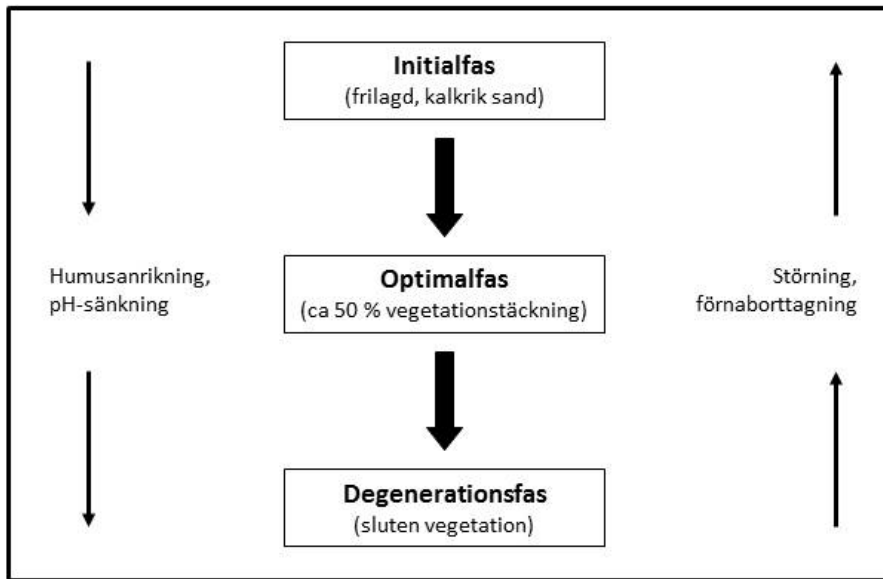 Initialfas
(frilagd, kalkrik sand)
Humusanrikning,
pH-sänkning
Optimalfas
(ca 50 % vegetationstäckning)
Störning,
förnaborttagning
Degenerationsfas
(sluten vegetation)